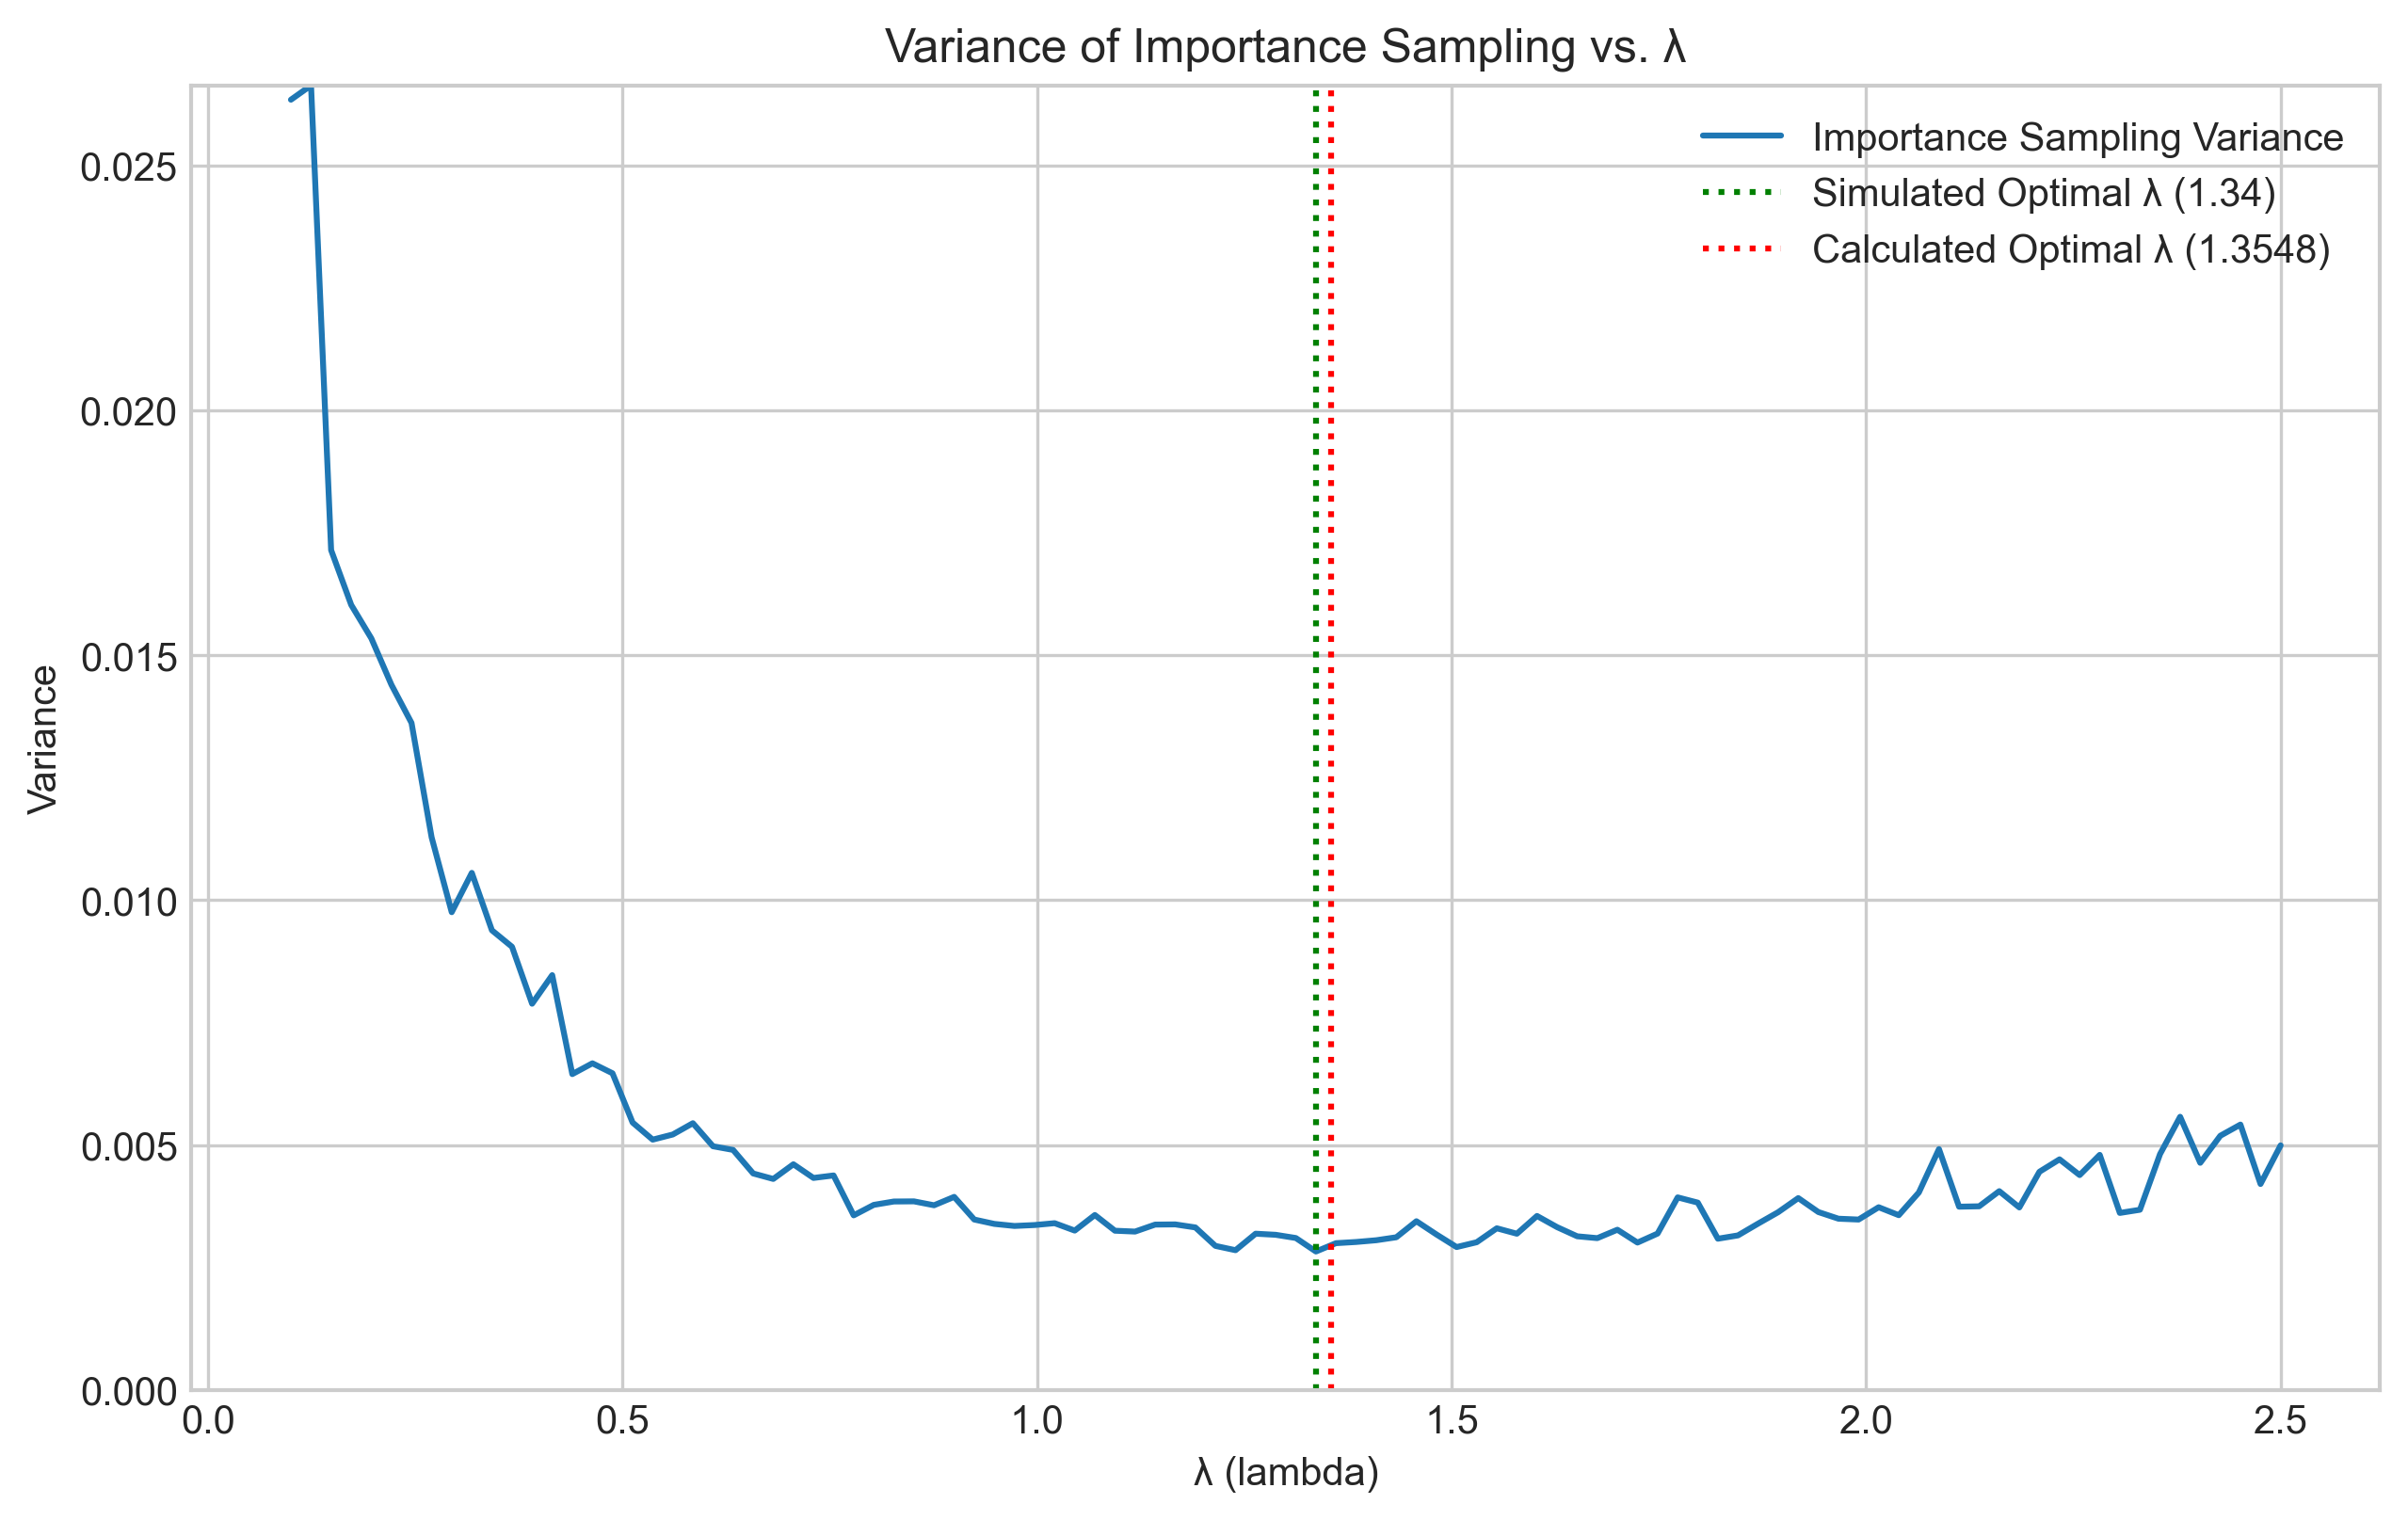 Variance of Importance Sampling vs. λ
Importance Sampling Variance
Simulated Optimal λ (1.34)
Calculated Optimal λ (1.3548)
0.025
0.020
0.015
0.010
0.005
0.000
Variance
0.0 0.5 1.0 1.5 2.0 2.5
λ (lambda)